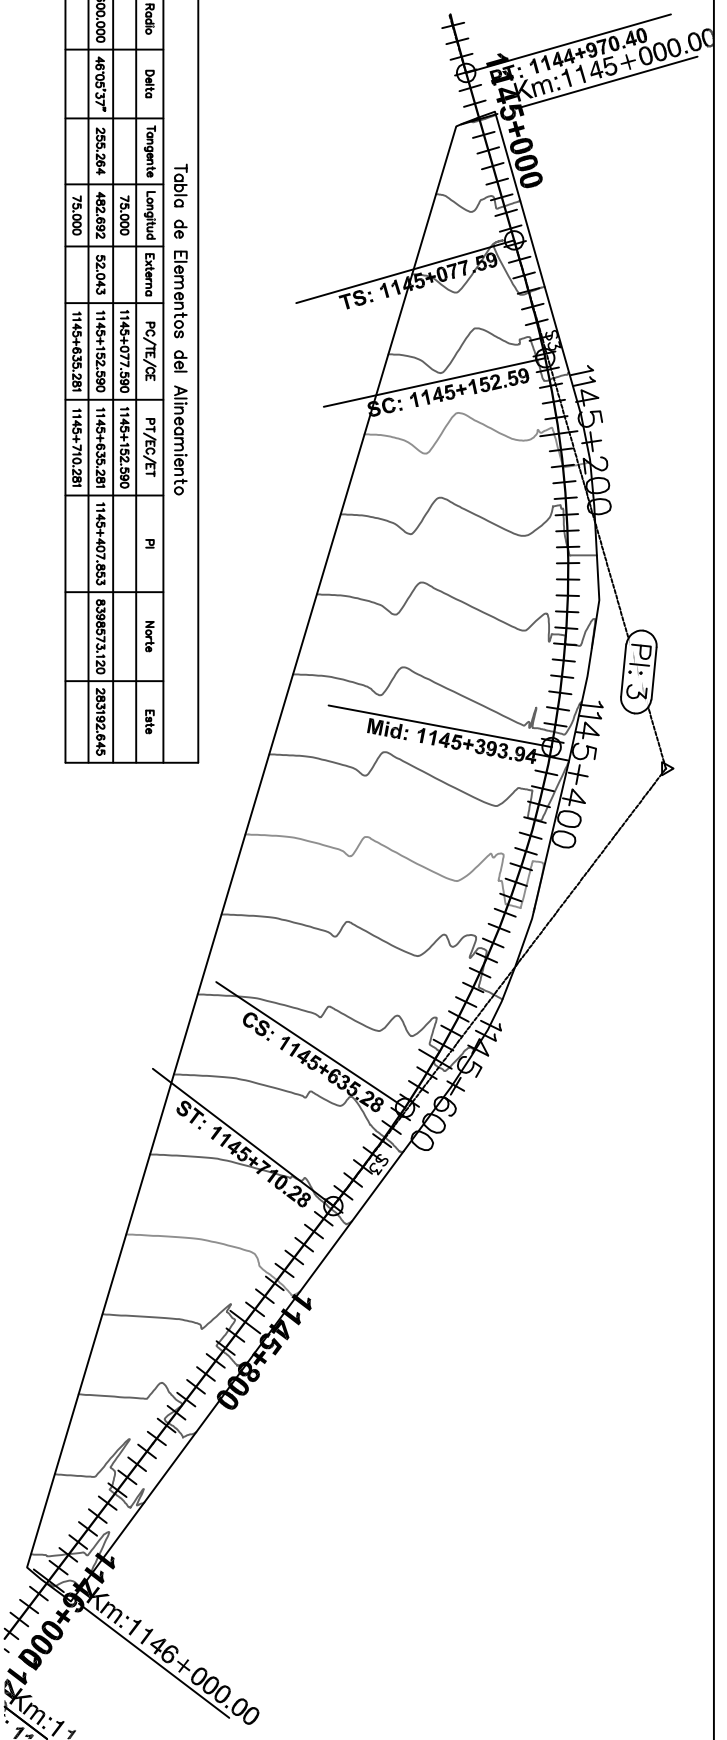 PT: 1144+970.40
Km:1145+000.00
1145+000
TS: 1145+077.59
S3
SC: 1145+152.59
1145+200
PI:3
Mid: 1145+393.94
1145+400
CS: 1145+635.28
1145+600
ST: 1145+710.28
S3
1145+800
1146+000
Km:1146+000.00
Km:11
Tabla de Elementos del Alineamiento
Radio Delta Tangente Longitud Externa PC/TE/CE PT/EC/ET PI Norte Este
75.000 1145+077.590 1145+152.590
46°05'37" 255.264 482.692 52.043 1145+152.590 1145+635.281 1145+407.853 8398573.120 283192.645
75.000 1145+635.281 1145+710.281